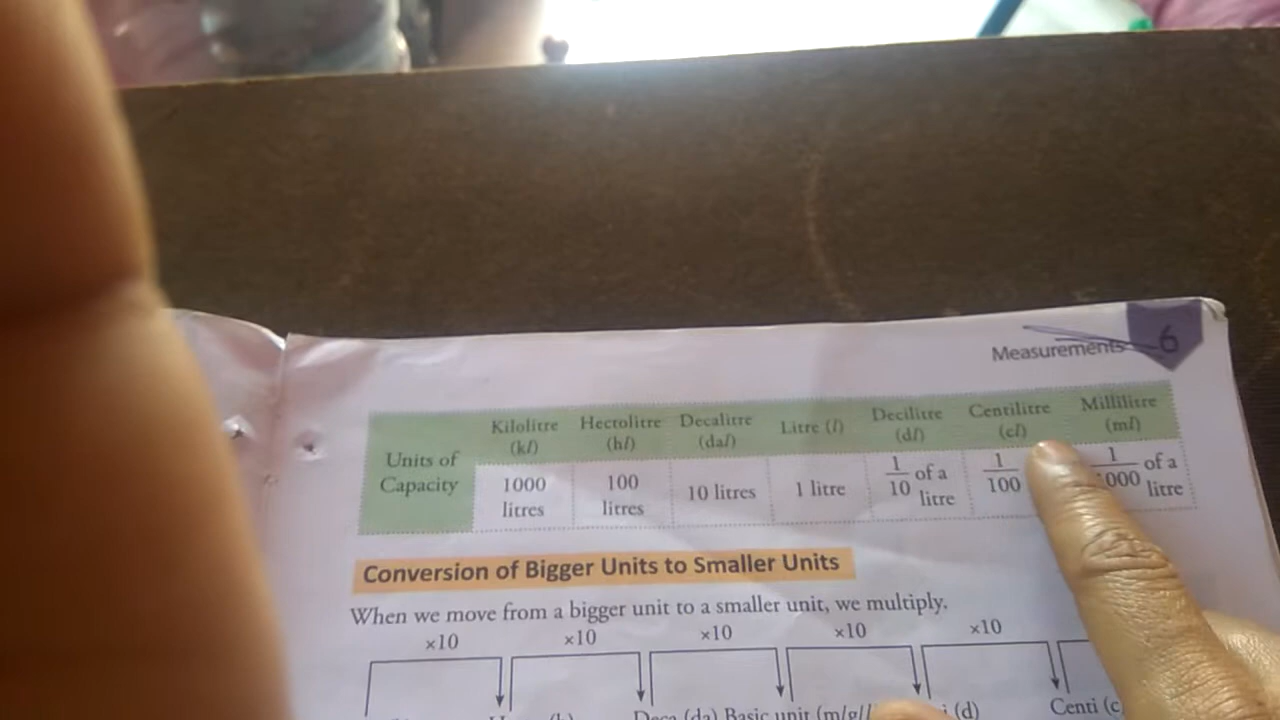 Measurements 6
Units of Capacity
Kilolitre (kl) Hectolitre (hl) Decalitre (dal) Litre (l) Decilitre (dl) Centilitre (cl) Millilitre (ml)
1000 litres 100 litres 10 litres 1 litre 1/10 of a litre 1/100 1/1000 of a litre
Conversion of Bigger Units to Smaller Units
When we move from a bigger unit to a smaller unit, we multiply.
×10 ×10 ×10 ×10 ×10
Deca (da) Basic unit (m/g/l (d) Centi (c